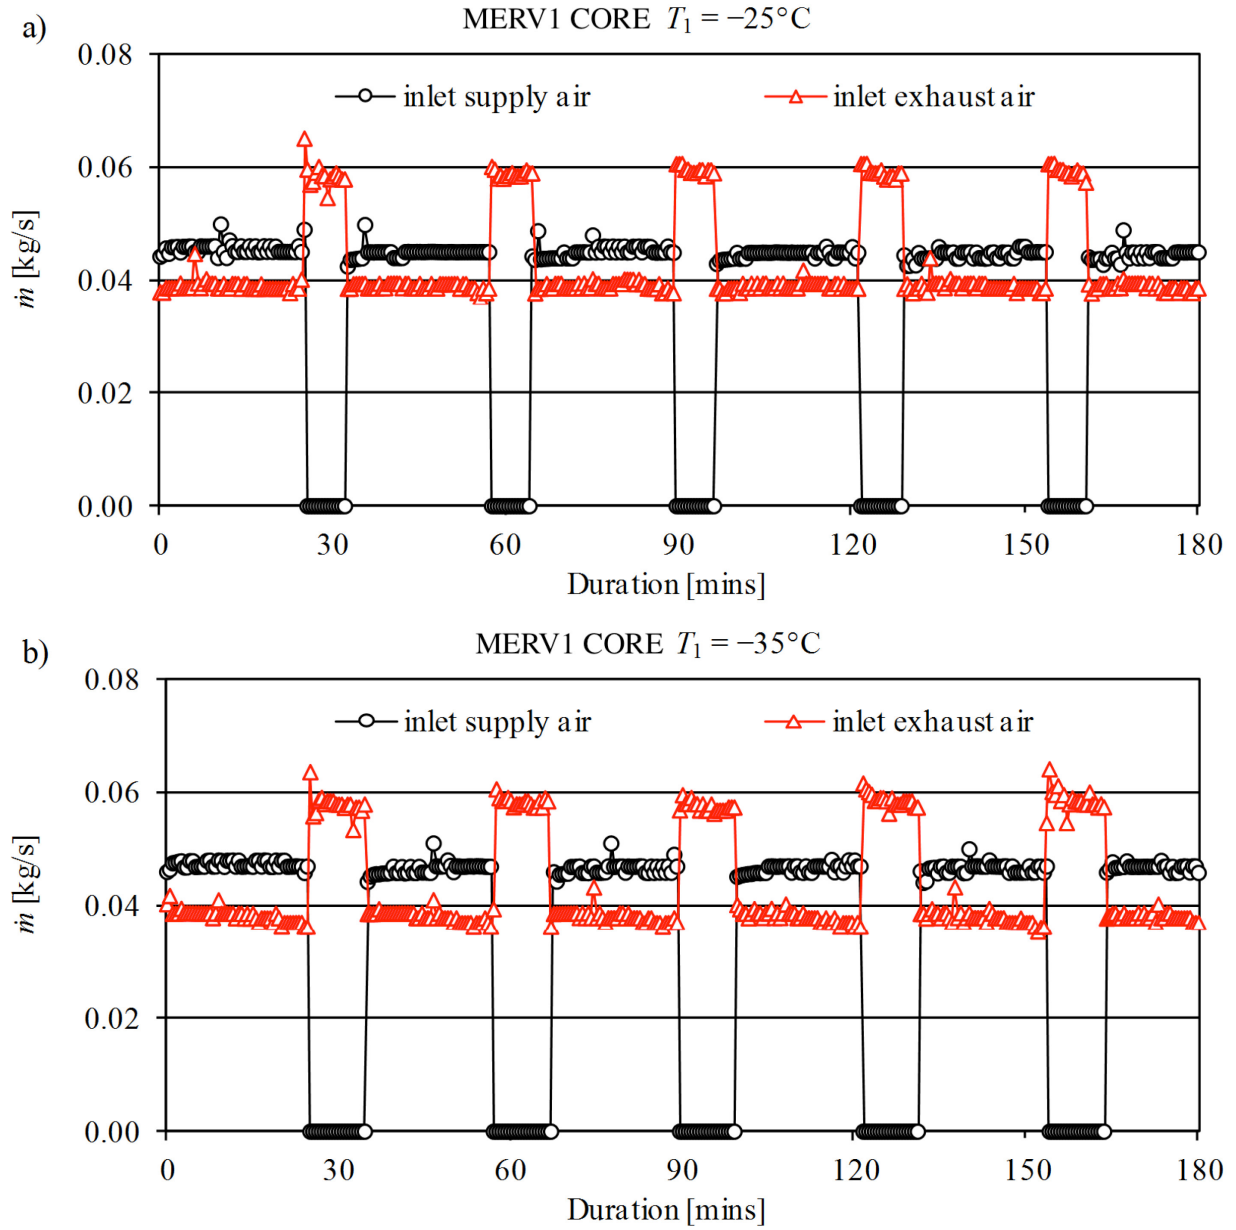 a)
MERV1 CORE T1 = −25°C
0.08
inlet supply air
inlet exhaust air
0.06
0.04
0.02
0.00
ṁ [kg/s]
0 30 60 90 120 150 180
Duration [mins]
b)
MERV1 CORE T1 = −35°C
0.08
inlet supply air
inlet exhaust air
0.06
0.04
0.02
0.00
ṁ [kg/s]
0 30 60 90 120 150 180
Duration [mins]